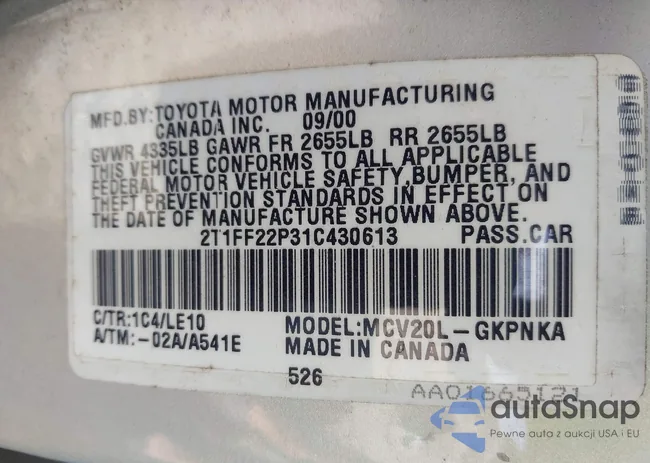 MFD.BY:TOYOTA MOTOR MANUFACTURING
CANADA INC. 09/00
GVWR 4335LB GAWR FR 2655LB RR 2655LB
THIS VEHICLE CONFORMS TO ALL APPLICABLE
FEDERAL MOTOR VEHICLE SAFETY,BUMPER, AND
THEFT PREVENTION STANDARDS IN EFFECT ON
THE DATE OF MANUFACTURE SHOWN ABOVE.
2T1FF22P31C430613 PASS.CAR
C/TR:1C4/LE10 MODEL:MCV20L-GKPNKA
A/TM:-02A/A541E MADE IN CANADA
526
AA01665121
autaSnap
Pewne auta z aukcji USA i EU